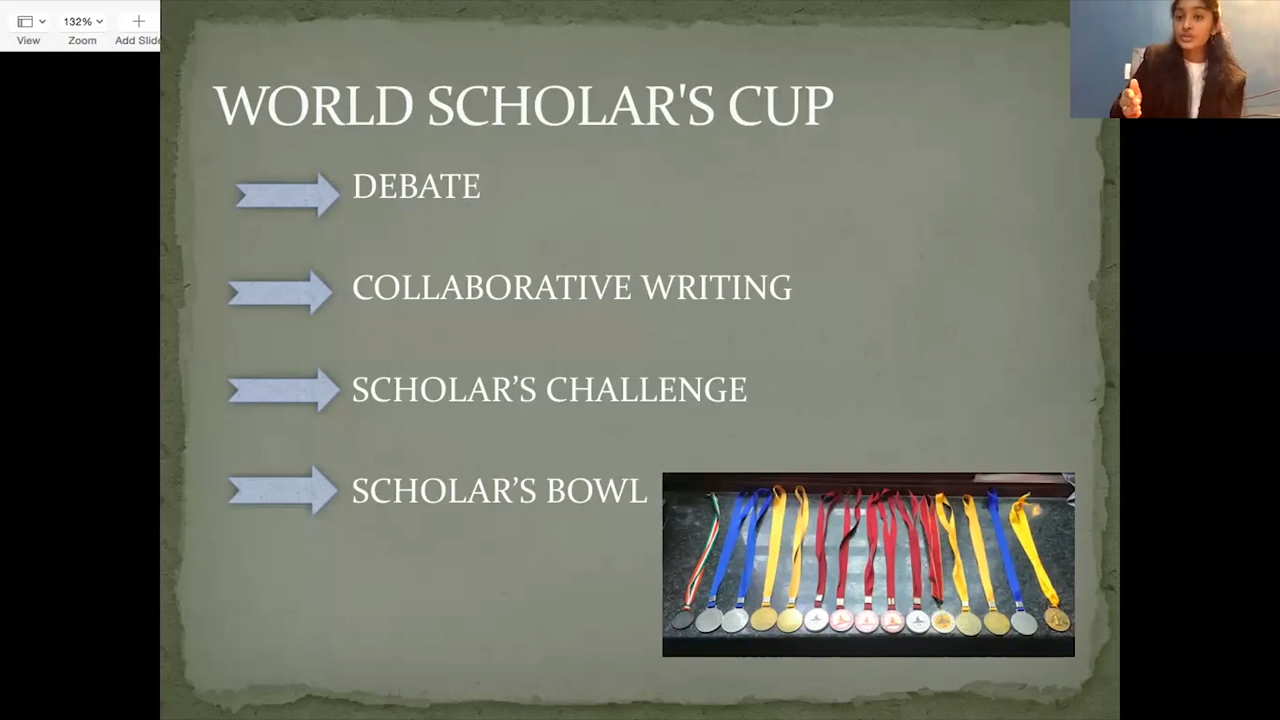 132%
View
Zoom
Add Slide
WORLD SCHOLAR'S CUP
DEBATE
COLLABORATIVE WRITING
SCHOLAR’S CHALLENGE
SCHOLAR’S BOWL